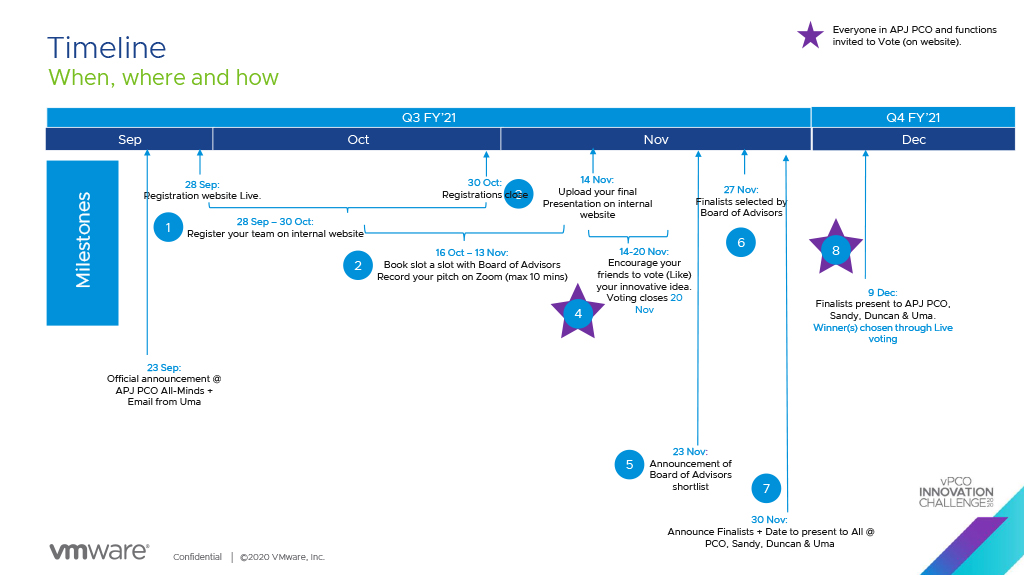 Timeline
When, where and how
Everyone in APJ PCO and functions
invited to Vote (on website).
Q3 FY'21
Q4 FY'21
Sep
Oct
Nov
Dec
Milestones
28 Sep:
Registration website Live.
30 Oct:
Registrations close
3
14 Nov:
Upload your final
Presentation on internal
website
27 Nov:
Finalists selected by
Board of Advisors
1
28 Sep – 30 Oct:
Register your team on internal website
2
16 Oct – 13 Nov:
Book slot a slot with Board of Advisors
Record your pitch on Zoom (max 10 mins)
14-20 Nov:
Encourage your
friends to vote (Like)
your innovative idea.
Voting closes 20
Nov
4
6
8
9 Dec:
Finalists present to APJ PCO,
Sandy, Duncan & Uma.
Winner(s) chosen through Live
voting
23 Sep:
Official announcement @
APJ PCO All-Minds +
Email from Uma
5
23 Nov:
Announcement of
Board of Advisors
shortlist
7
30 Nov:
Announce Finalists + Date to present to All @
PCO, Sandy, Duncan & Uma
vPCO
INNOVATION
CHALLENGE 2020
vmware®
Confidential │ ©2020 VMware, Inc.